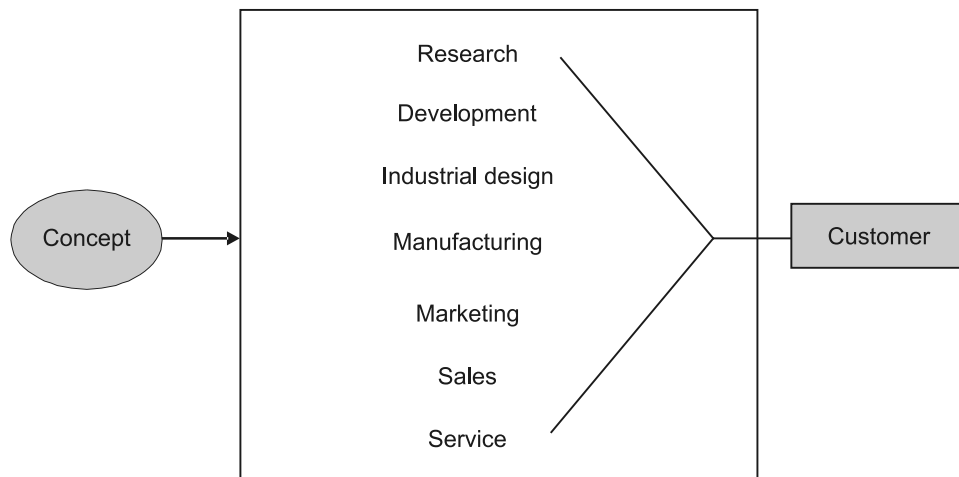 Research
Development
Industrial design
Concept
Manufacturing
Customer
Marketing
Sales
Service